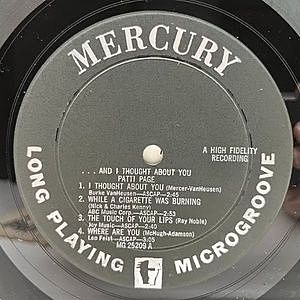 MERCURY
. . . AND I THOUGHT ABOUT YOU
PATTI PAGE
A HIGH FIDELITY
RECORDING
1. I THOUGHT ABOUT YOU (Mercer-VanHeusen)
Burke VanHeusen—ASCAP—2:45
2. WHILE A CIGARETTE WAS BURNING
(Nick & Charles Kenny)
ABC Music Corp.—ASCAP—2:53
3. THE TOUCH OF YOUR LIPS (Ray Noble)
Joy Music—ASCAP—2:40
4. WHERE ARE YOU (McHugh-Adamson)
Leo Feist—ASCAP—3:05
MG 25209 A
LONG PLAYING MICROGROOVE